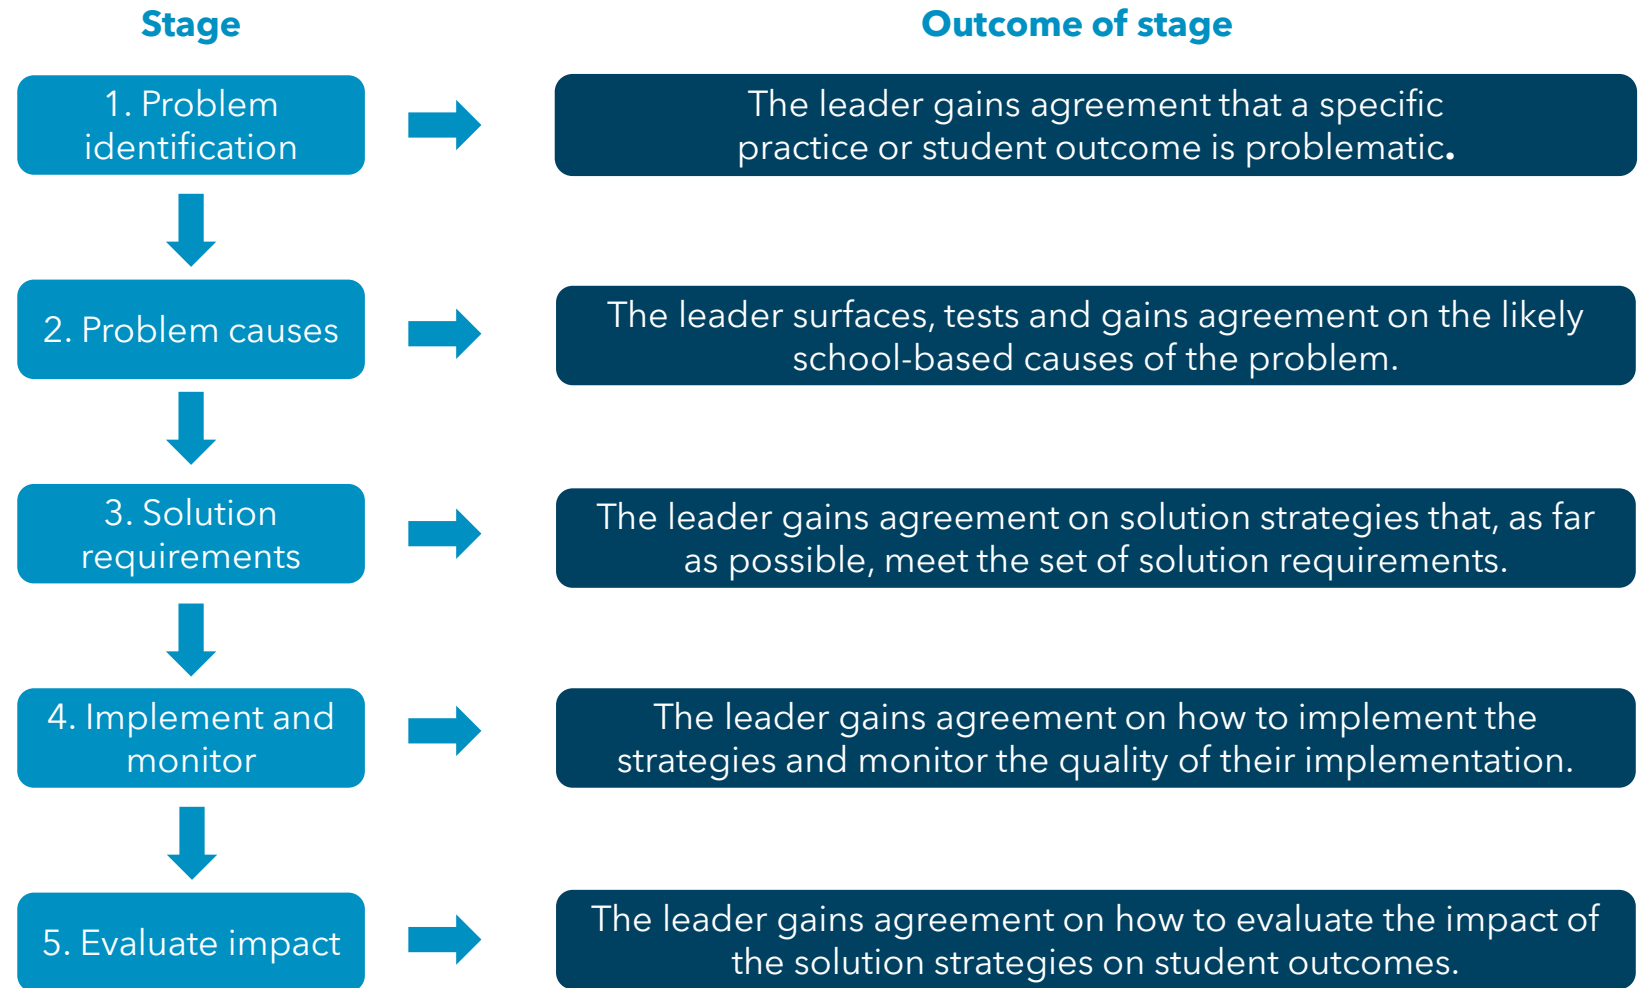 Stage
Outcome of stage
1. Problem
identification
The leader gains agreement that a specific
practice or student outcome is problematic.
2. Problem causes
The leader surfaces, tests and gains agreement on the likely
school-based causes of the problem.
3. Solution
requirements
The leader gains agreement on solution strategies that, as far
as possible, meet the set of solution requirements.
4. Implement and
monitor
The leader gains agreement on how to implement the
strategies and monitor the quality of their implementation.
5. Evaluate impact
The leader gains agreement on how to evaluate the impact of
the solution strategies on student outcomes.